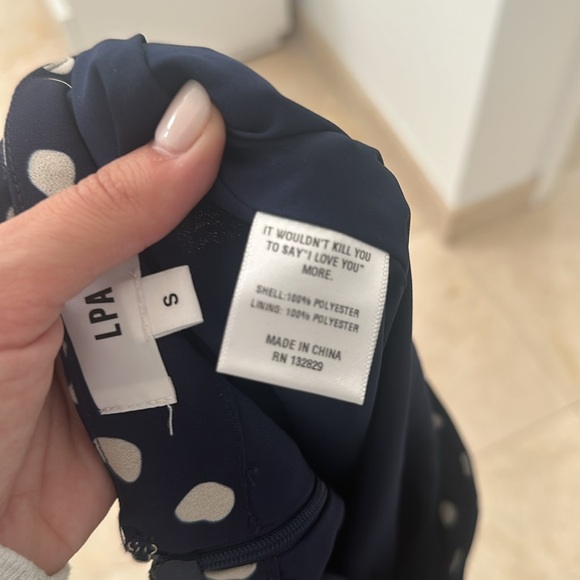 LPA
S
IT WOULDN'T KILL YOU
TO SAY"I LOVE YOU"
MORE.
SHELL:100% POLYESTER
LINING: 100% POLYESTER
MADE IN CHINA
RN 132829